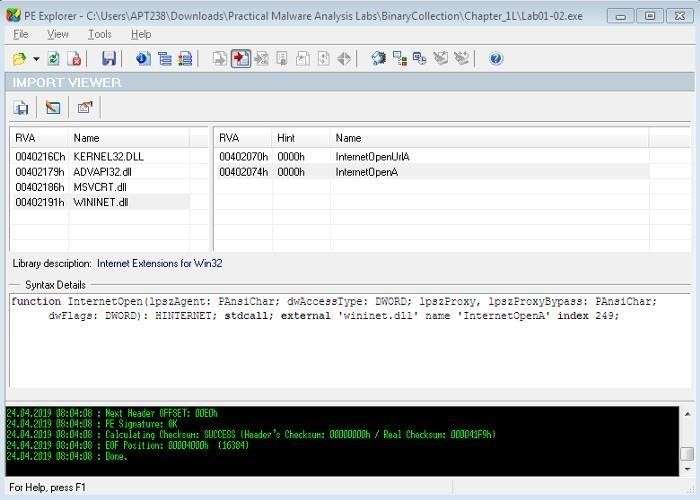 PE Explorer - C:\Users\APT238\Downloads\Practical Malware Analysis Labs\BinaryCollection\Chapter_1L\Lab01-02.exe
File View Tools Help
IMPORT VIEWER
RVA Name
0040216Ch KERNEL32.DLL
00402179h ADVAPI32.dll
00402186h MSVCRT.dll
00402191h WININET.dll
RVA Hint Name
00402070h 0000h InternetOpenUrlA
00402074h 0000h InternetOpenA
Library description: Internet Extensions for Win32
Syntax Details
function InternetOpen(lpszAgent: PAnsiChar; dwAccessType: DWORD; lpszProxy, lpszProxyBypass: PAnsiChar;
dwFlags: DWORD): HINTERNET; stdcall; external 'wininet.dll' name 'InternetOpenA' index 249;
24.04.2019 08:04:08 : Next Header OFFSET: 00E0h
24.04.2019 08:04:08 : PE Signature: OK
24.04.2019 08:04:08 : Calculating Checksum: SUCCESS (Header's Checksum: 00000000h / Real Checksum: 000041F9h)
24.04.2019 08:04:08 : EOF Position: 00004000h (16384)
24.04.2019 08:04:08 : Done.
For Help, press F1